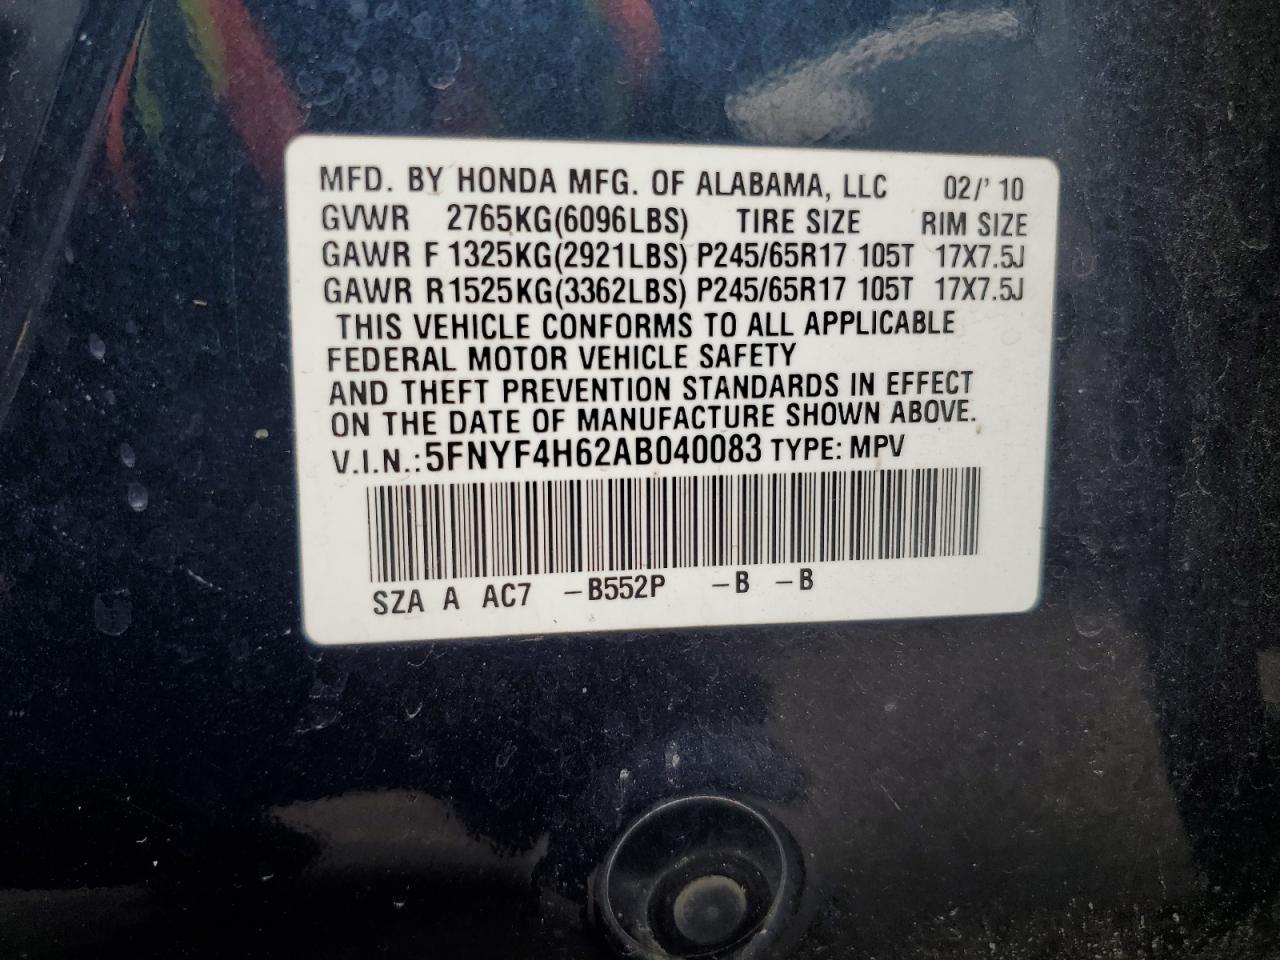 MFD. BY HONDA MFG. OF ALABAMA, LLC 02/' 10
GVWR 2765KG(6096LBS) TIRE SIZE RIM SIZE
GAWR F 1325KG(2921LBS) P245/65R17 105T 17X7.5J
GAWR R1525KG(3362LBS) P245/65R17 105T 17X7.5J
THIS VEHICLE CONFORMS TO ALL APPLICABLE
FEDERAL MOTOR VEHICLE SAFETY
AND THEFT PREVENTION STANDARDS IN EFFECT
ON THE DATE OF MANUFACTURE SHOWN ABOVE.
V.I.N.:5FNYF4H62AB040083 TYPE: MPV
SZA A AC7 -B552P -B -B